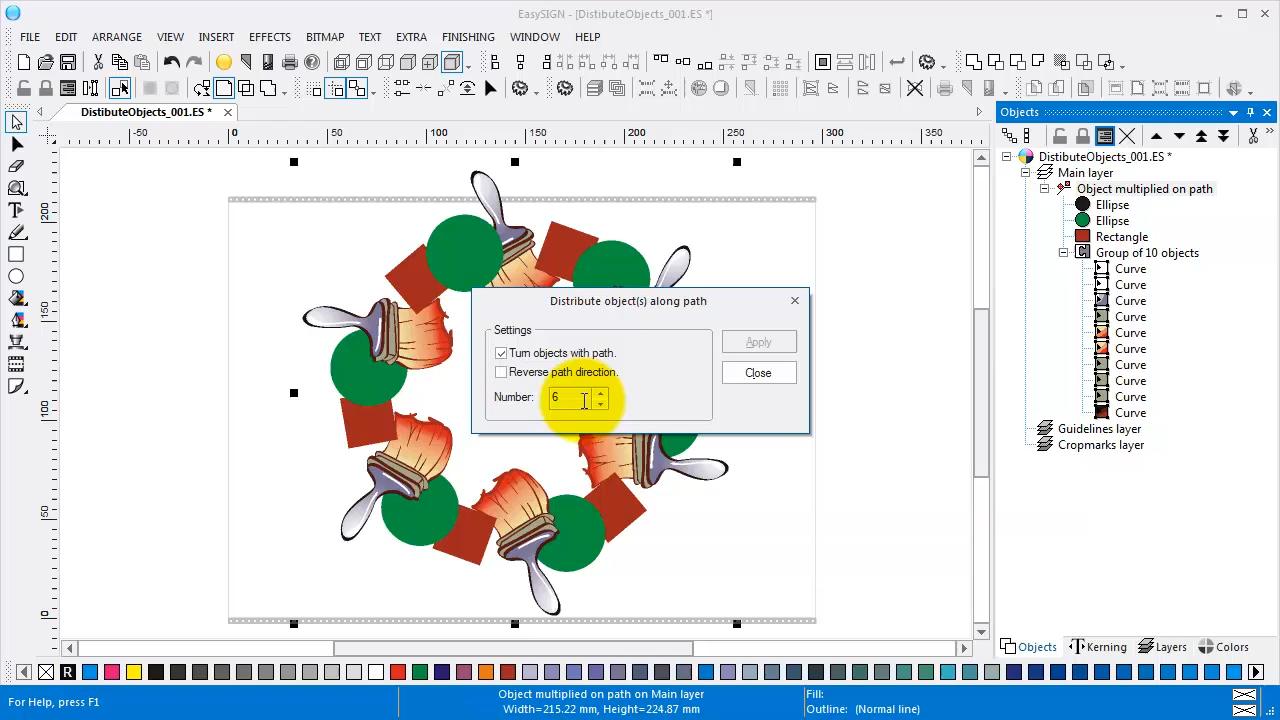 EasySIGN - [DistibuteObjects_001.ES *]
FILE EDIT ARRANGE VIEW INSERT EFFECTS BITMAP TEXT EXTRA FINISHING WINDOW HELP
DistibuteObjects_001.ES *
-50 0 50 100 150 200 250 300 350
200
150
100
50
0
Distribute object(s) along path
Settings
Turn objects with path.
Reverse path direction.
Number: 6
Apply
Close
Objects
DistibuteObjects_001.ES *
Main layer
Object multiplied on path
Ellipse
Ellipse
Rectangle
Group of 10 objects
Curve
Curve
Curve
Curve
Curve
Curve
Curve
Curve
Curve
Curve
Guidelines layer
Cropmarks layer
Objects Kerning Layers Colors
R
For Help, press F1
Object multiplied on path on Main layer
Width=215.22 mm, Height=224.87 mm
Fill:
Outline: (Normal line)